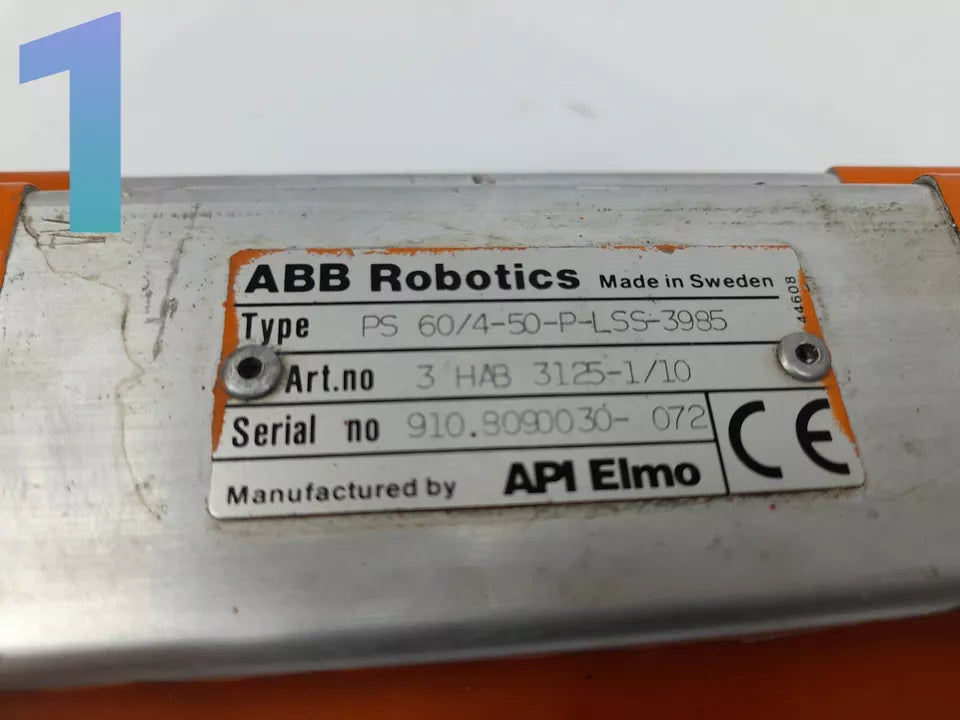 1
ABB Robotics Made in Sweden
44608
Type PS 60/4-50-P-LSS-3985
Art.no 3 HAB 3125-1/10
Serial no 910.8090030- 072
Manufactured by API Elmo
CE